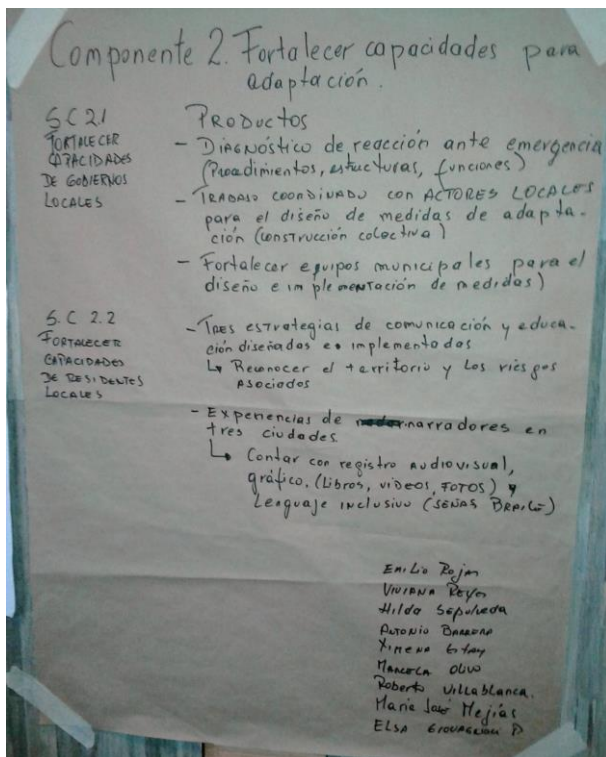 Componente 2. Fortalecer capacidades para
adaptación.
S.C 2.1
FORTALECER
CAPACIDADES
DE GOBIERNOS
LOCALES
PRODUCTOS
- DIAGNÓSTICO de reacción ante emergencia
(Procedimientos, estructuras, funciones)
- TRABAJO COORDINADO CON ACTORES LOCALES
para el diseño de medidas de adapta-
ción (construcción colectiva)
- Fortalecer equipos municipales para el
diseño e implementación de medidas)
S.C 2.2
FORTALECER
CAPACIDADES
DE RESIDENTES
LOCALES
- TRES estrategias de comunicación y educa-
ción diseñadas e implementadas
↳ Reconocer el territorio y los riesgos
Asociados
- Experiencias de narradores en
tres ciudades
↳ Contar con registro audiovisual,
gráfico, (Libros, videos, FOTOS) y
Lenguaje inclusivo (SEÑAS BRAILE)
Emilio Rojas
VIVIANA Reyes
Hilda Sepulveda
ANTONIO BARRERA
XIMENA
MARCELA OLIVO
Roberto Villablanca.
María José Mejías
ELSA